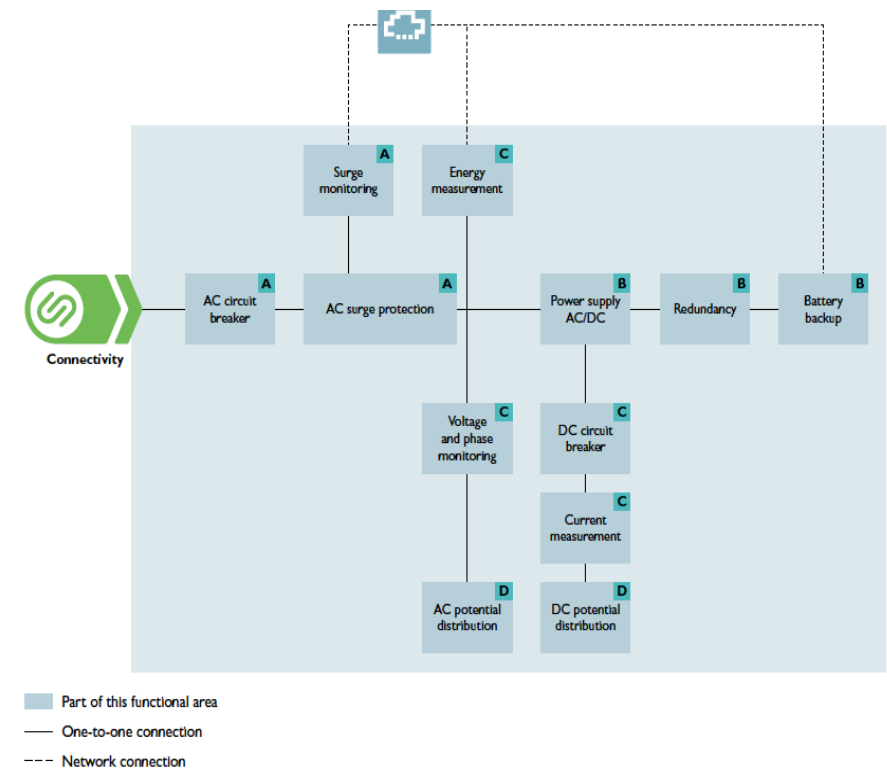 A
Surge
monitoring
C
Energy
measurement
Connectivity
A
AC circuit
breaker
A
AC surge protection
B
Power supply
AC/DC
B
Redundancy
B
Battery
backup
C
Voltage
and phase
monitoring
C
DC circuit
breaker
C
Current
measurement
D
AC potential
distribution
D
DC potential
distribution
Part of this functional area
One-to-one connection
Network connection